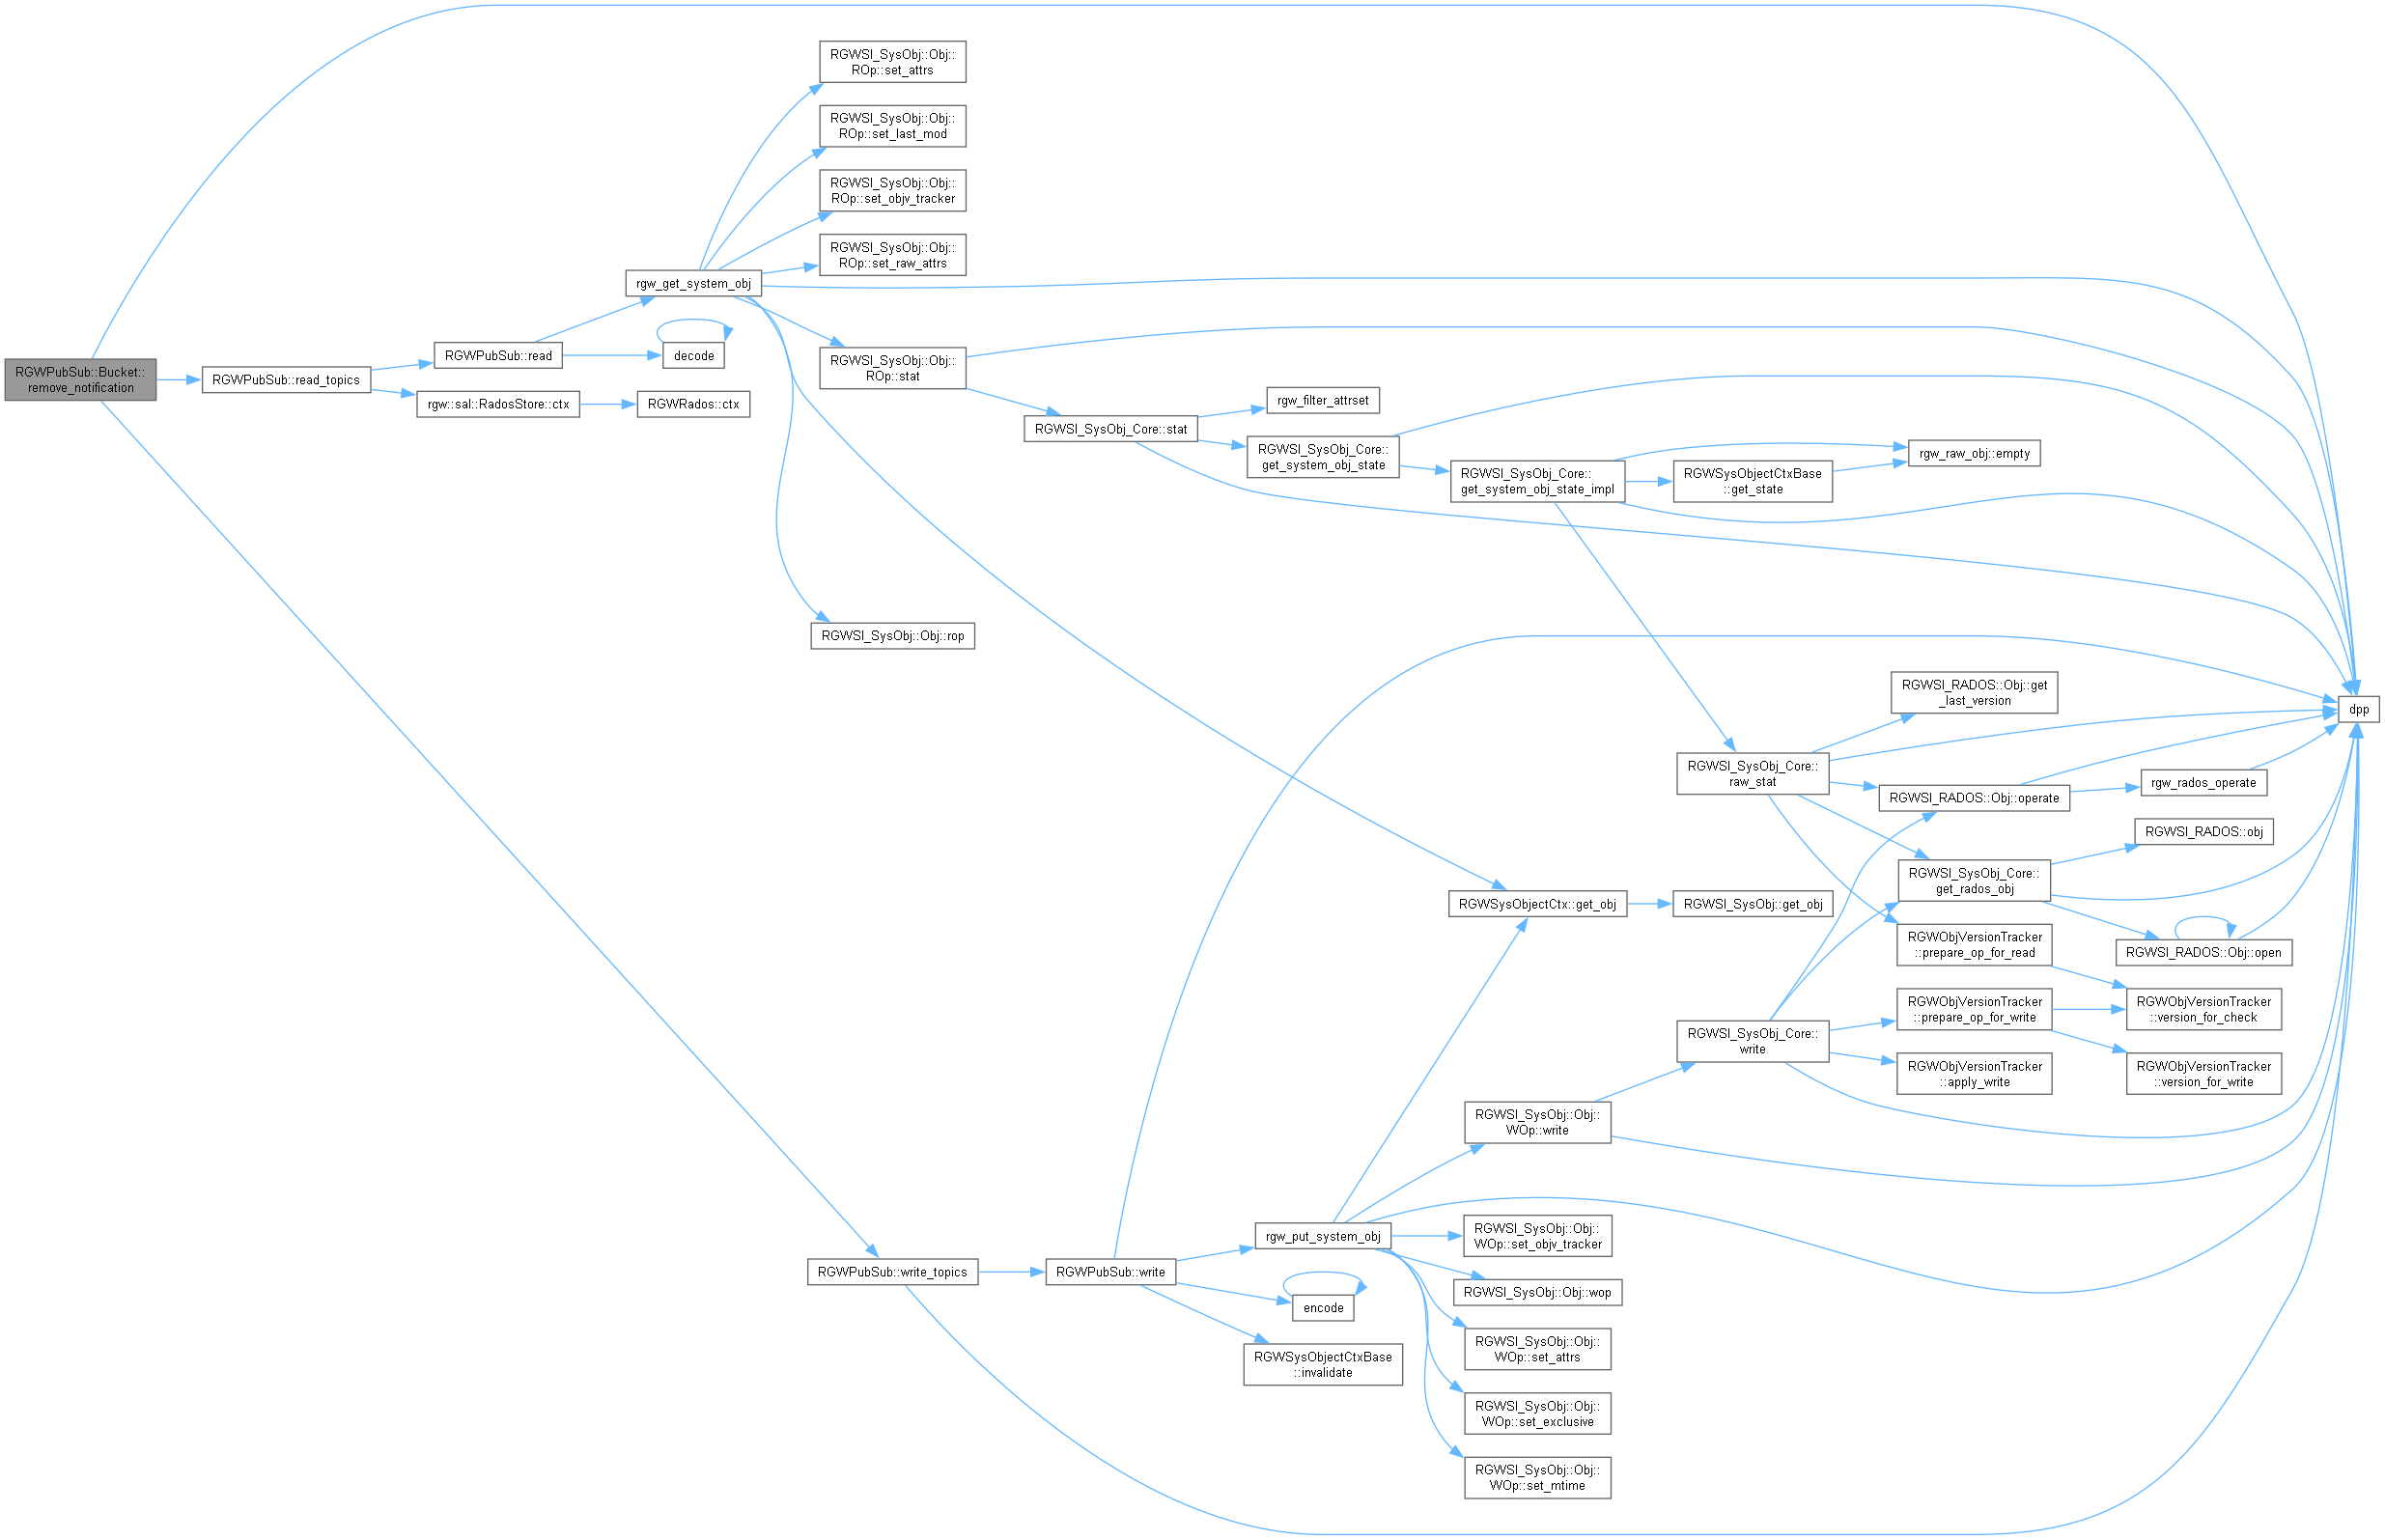 RGWPubSub::Bucket::
remove_notification
RGWPubSub::read_topics
RGWPubSub::read
rgw::sal::RadosStore::ctx
rgw_get_system_obj
decode
RGWRados::ctx
RGWSI_SysObj::Obj::
ROp::set_attrs
RGWSI_SysObj::Obj::
ROp::set_last_mod
RGWSI_SysObj::Obj::
ROp::set_objv_tracker
RGWSI_SysObj::Obj::
ROp::set_raw_attrs
RGWSI_SysObj::Obj::
ROp::stat
RGWSI_SysObj::Obj::rop
RGWSI_SysObj_Core::stat
rgw_filter_attrset
RGWSI_SysObj_Core::
get_system_obj_state
RGWSI_SysObj_Core::
get_system_obj_state_impl
RGWSysObjectCtxBase
::get_state
rgw_raw_obj::empty
RGWSI_RADOS::Obj::get
_last_version
dpp
RGWSI_SysObj_Core::
raw_stat
RGWSI_RADOS::Obj::operate
rgw_rados_operate
RGWSI_RADOS::obj
RGWSI_SysObj_Core::
get_rados_obj
RGWSysObjectCtx::get_obj
RGWSI_SysObj::get_obj
RGWObjVersionTracker
::prepare_op_for_read
RGWSI_RADOS::Obj::open
RGWObjVersionTracker
::prepare_op_for_write
RGWObjVersionTracker
::version_for_check
RGWSI_SysObj_Core::
write
RGWObjVersionTracker
::apply_write
RGWObjVersionTracker
::version_for_write
RGWSI_SysObj::Obj::
WOp::write
rgw_put_system_obj
RGWSI_SysObj::Obj::
WOp::set_objv_tracker
RGWPubSub::write_topics
RGWPubSub::write
RGWSI_SysObj::Obj::wop
encode
RGWSI_SysObj::Obj::
WOp::set_attrs
RGWSysObjectCtxBase
::invalidate
RGWSI_SysObj::Obj::
WOp::set_exclusive
RGWSI_SysObj::Obj::
WOp::set_mtime